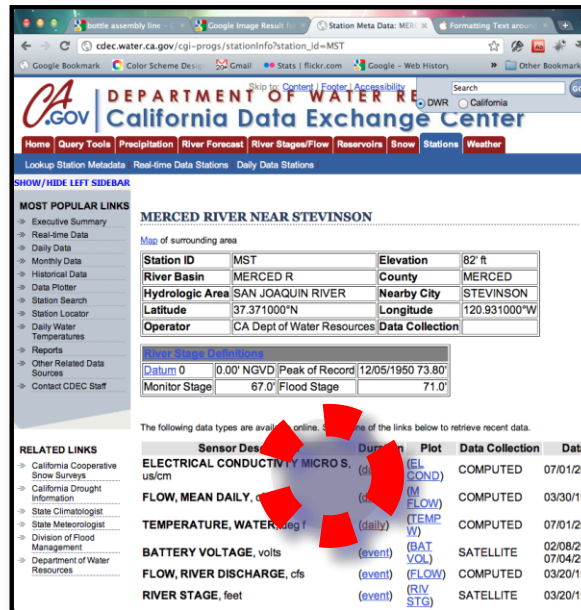 bottle assembly line - G
Google Image Result fo
Station Meta Data: MER
Formatting Text around
cdec.water.ca.gov/cgi-progs/stationInfo?station_id=MST
Google Bookmark Color Scheme Desig Gmail Stats | flickr.com Google - Web History » Other Bookmark
Skip to: Content | Footer | Accessibility
Search
DWR California
CA.GOV
DEPARTMENT OF WATER RE
California Data Exchange Center
Home Query Tools Precipitation River Forecast River Stages/Flow Reservoirs Snow Stations Weather
Lookup Station Metadata Real-time Data Stations Daily Data Stations
SHOW/HIDE LEFT SIDEBAR
MOST POPULAR LINKS
Executive Summary
Real-time Data
Daily Data
Monthly Data
Historical Data
Data Plotter
Station Search
Station Locator
Daily Water
Temperatures
Reports
Other Related Data
Sources
Contact CDEC Staff
RELATED LINKS
California Cooperative
Snow Surveys
California Drought
Information
State Climatologist
State Meteorologist
Division of Flood
Management
Department of Water
Resources
MERCED RIVER NEAR STEVINSON
Map of surrounding area
Station ID MST Elevation 82' ft
River Basin MERCED R County MERCED
Hydrologic Area SAN JOAQUIN RIVER Nearby City STEVINSON
Latitude 37.371000°N Longitude 120.931000°W
Operator CA Dept of Water Resources Data Collection
River Stage Definitions
Datum 0 0.00' NGVD Peak of Record 12/05/1950 73.80'
Monitor Stage 67.0' Flood Stage 71.0'
The following data types are available online. S one of the links below to retrieve recent data.
Sensor Des Duration Plot Data Collection Data
ELECTRICAL CONDUCTIVTY MICRO S, (EL
us/cm COND) COMPUTED 07/01/2
FLOW, MEAN DAILY, (M
FLOW) COMPUTED 03/30/1
TEMPERATURE, WATER, deg f (daily) (TEMP
W) COMPUTED 07/01/2
BATTERY VOLTAGE, volts (event) (BAT
VOL) SATELLITE 02/08/2
07/04/2
FLOW, RIVER DISCHARGE, cfs (event) (FLOW) COMPUTED 03/20/1
RIVER STAGE, feet (event) (RIV
STG) SATELLITE 03/20/1